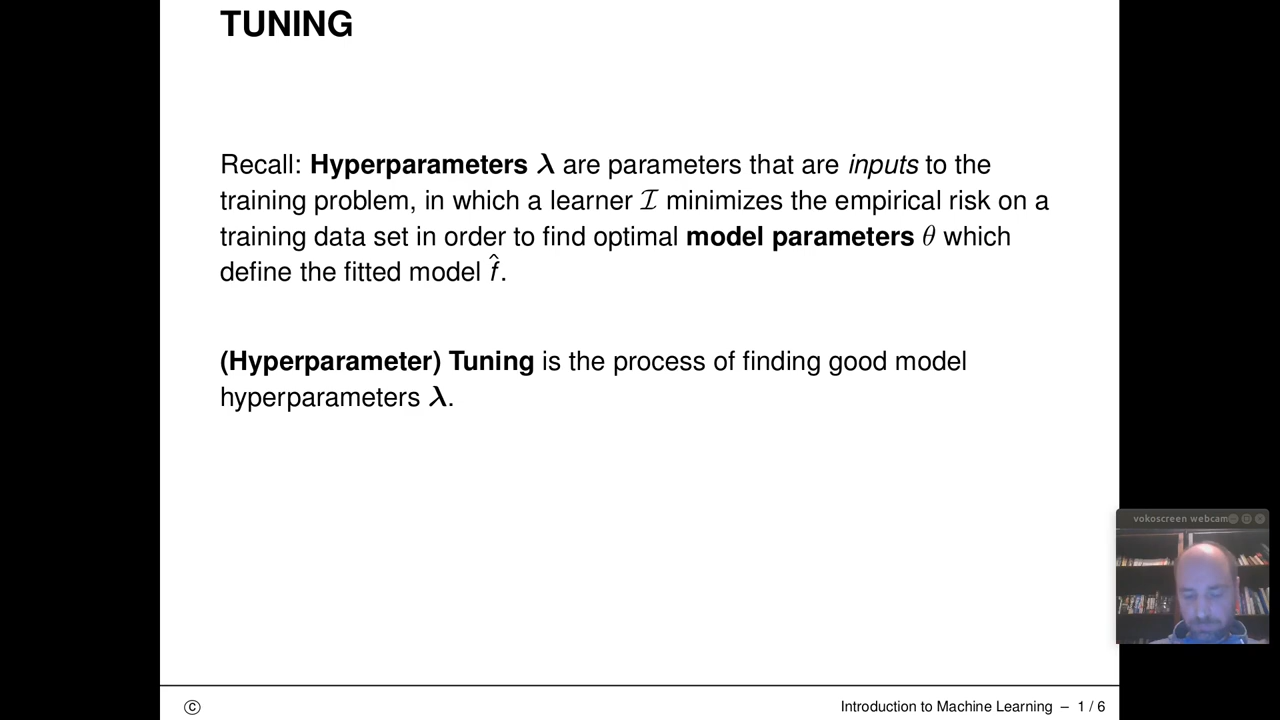 TUNING
Recall: Hyperparameters λ are parameters that are inputs to the
training problem, in which a learner ℐ minimizes the empirical risk on a
training data set in order to find optimal model parameters θ which
define the fitted model f̂.
(Hyperparameter) Tuning is the process of finding good model
hyperparameters λ.
vokoscreen webcam
© Introduction to Machine Learning – 1 / 6